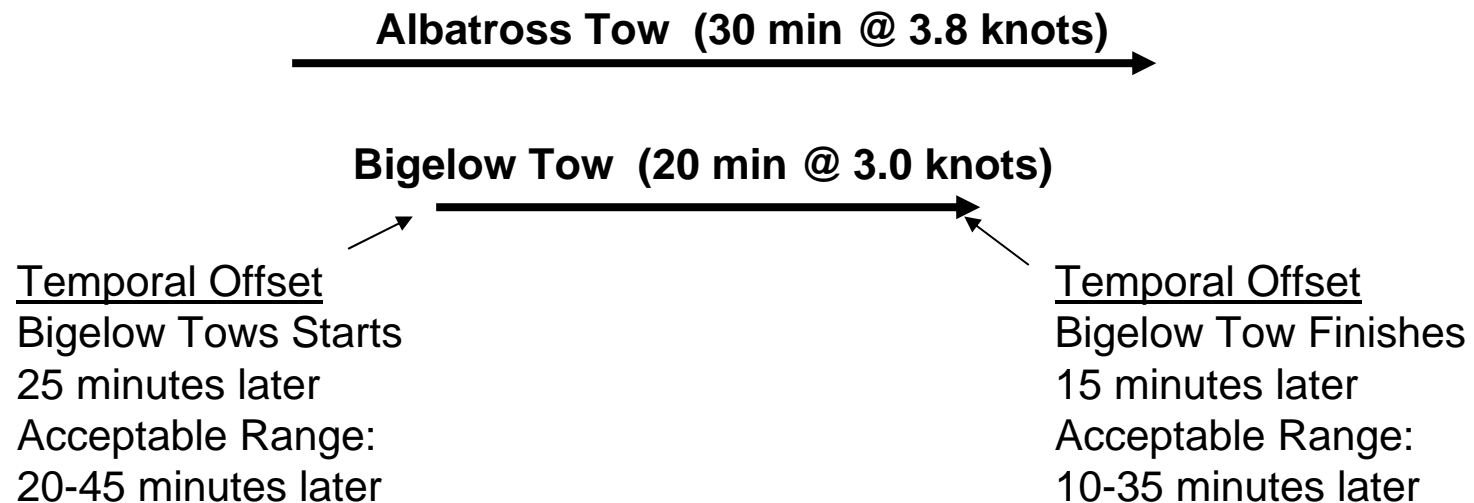 Albatross Tow (30 min @ 3.8 knots)
Bigelow Tow (20 min @ 3.0 knots)
Temporal Offset
Bigelow Tows Starts
25 minutes later
Acceptable Range:
20-45 minutes later
Temporal Offset
Bigelow Tow Finishes
15 minutes later
Acceptable Range:
10-35 minutes later